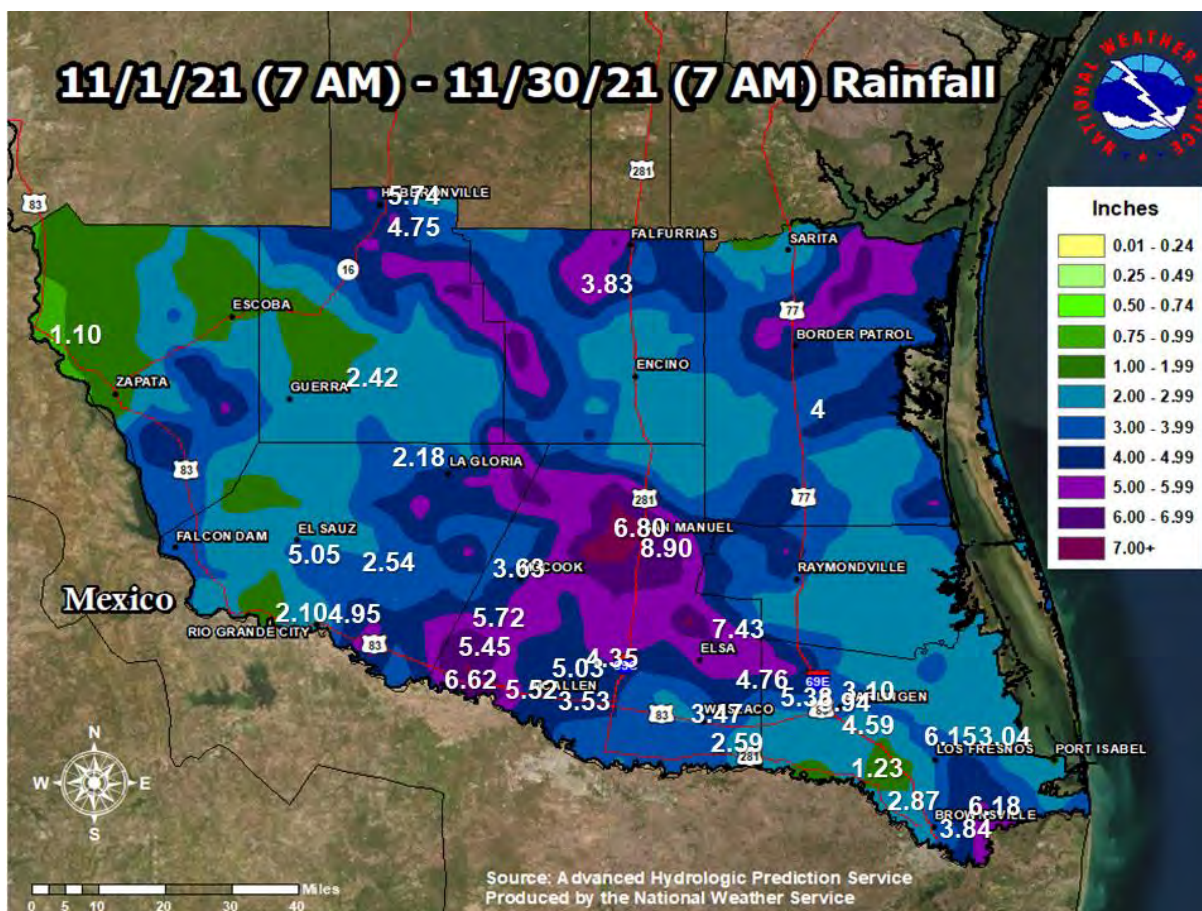 11/1/21 (7 AM) - 11/30/21 (7 AM) Rainfall
NATIONAL WEATHER
281
83
5.74
4.75
FALFURRIAS
SARITA
16
3.83
ESCOBA
77
1.10
BORDER PATROL
ZAPATA
GUERRA
2.42
ENCINO
4
2.18
LA GLORIA
83
281
77
6.80
MANUEL
8.90
EL SAUZ
FALCON DAM
5.05
2.54
3.63
RAYMONDVILLE
Mexico
2.10
4.95
5.72
RIO GRANDE CITY
83
5.45
7.43
4.35
ELSA
5.03
6.62
5.52
3.53
4.76
69E
5.38
3.10
83
3.47
4.59
2.59
281
6.15
3.04
LOS FRESNOS
PORT ISABEL
1.23
2.87
6.18
BROWNSVILLE
3.84
Inches
0.01 - 0.24
0.25 - 0.49
0.50 - 0.74
0.75 - 0.99
1.00 - 1.99
2.00 - 2.99
3.00 - 3.99
4.00 - 4.99
5.00 - 5.99
6.00 - 6.99
7.00+
N
W
E
S
Miles
0 5 10 20 30 40
Source: Advanced Hydrologic Prediction Service
Produced by the National Weather Service